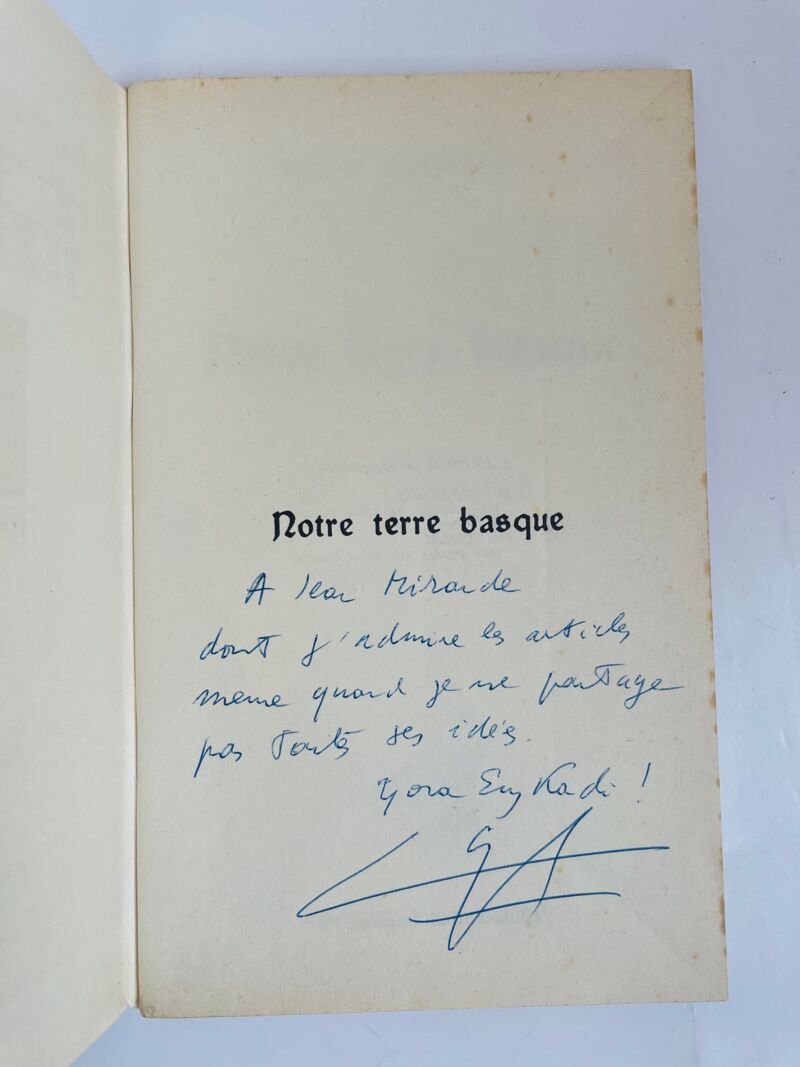 Notre terre basque
A Jean Mirande
dont j'admire les articles
meme quand je ne partage
pas toutes ses idées.
Gora Euzkadi !